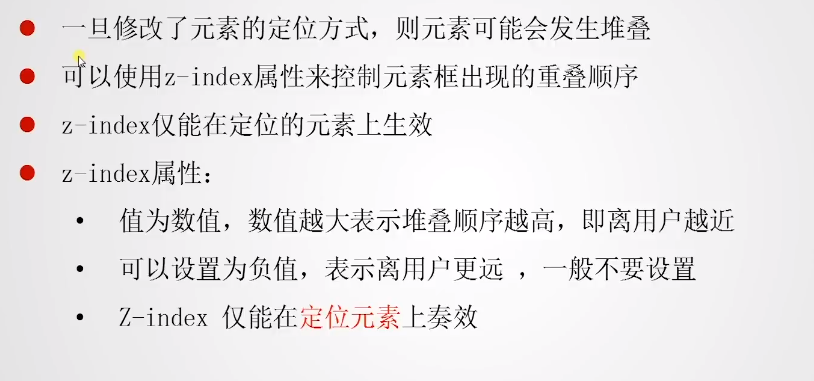 一旦修改了元素的定位方式，则元素可能会发生堆叠
可以使用z-index属性来控制元素框出现的重叠顺序
z-index仅能在定位的元素上生效
z-index属性：
值为数值，数值越大表示堆叠顺序越高，即离用户越近
可以设置为负值，表示离用户更远 ，一般不要设置
Z-index 仅能在定位元素上奏效